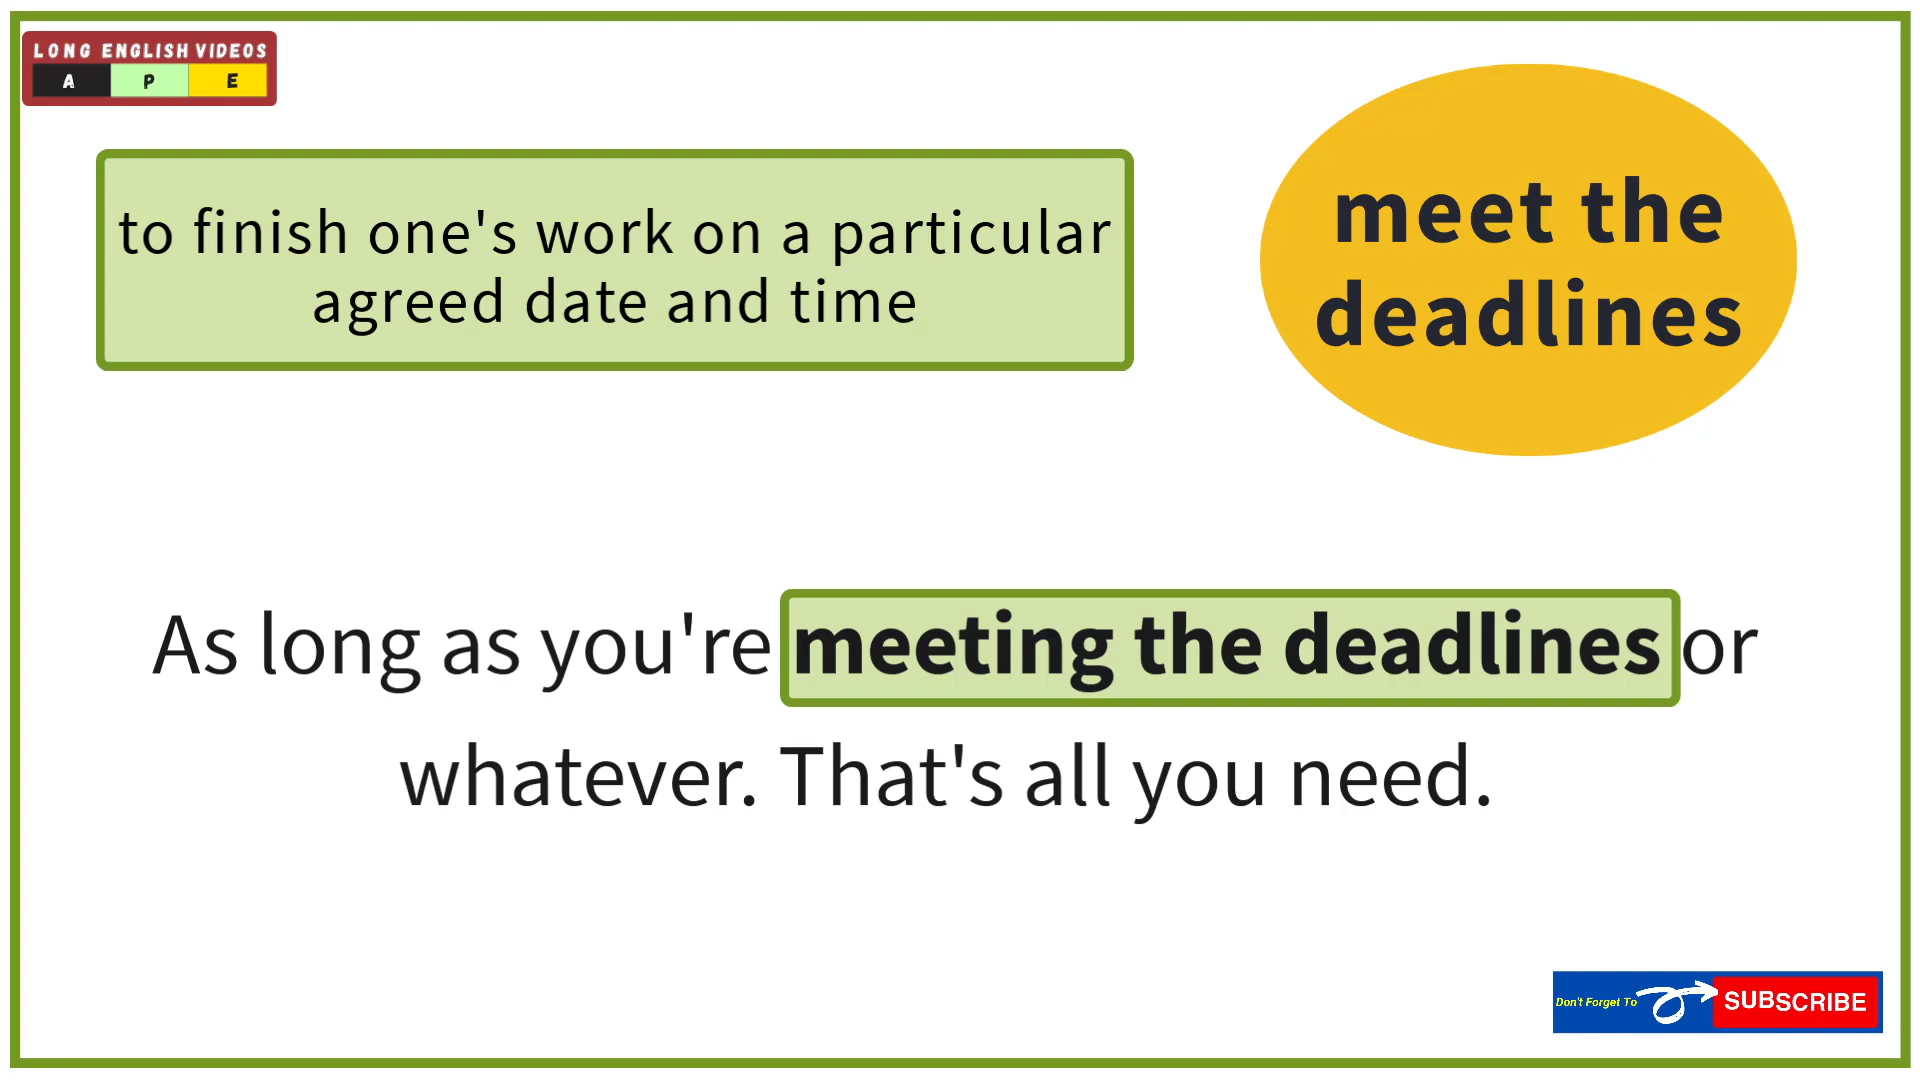 LONG ENGLISH VIDEOS
A P E
to finish one's work on a particular
agreed date and time
meet the
deadlines
As long as you're meeting the deadlines or
whatever. That's all you need.
Don't Forget To SUBSCRIBE